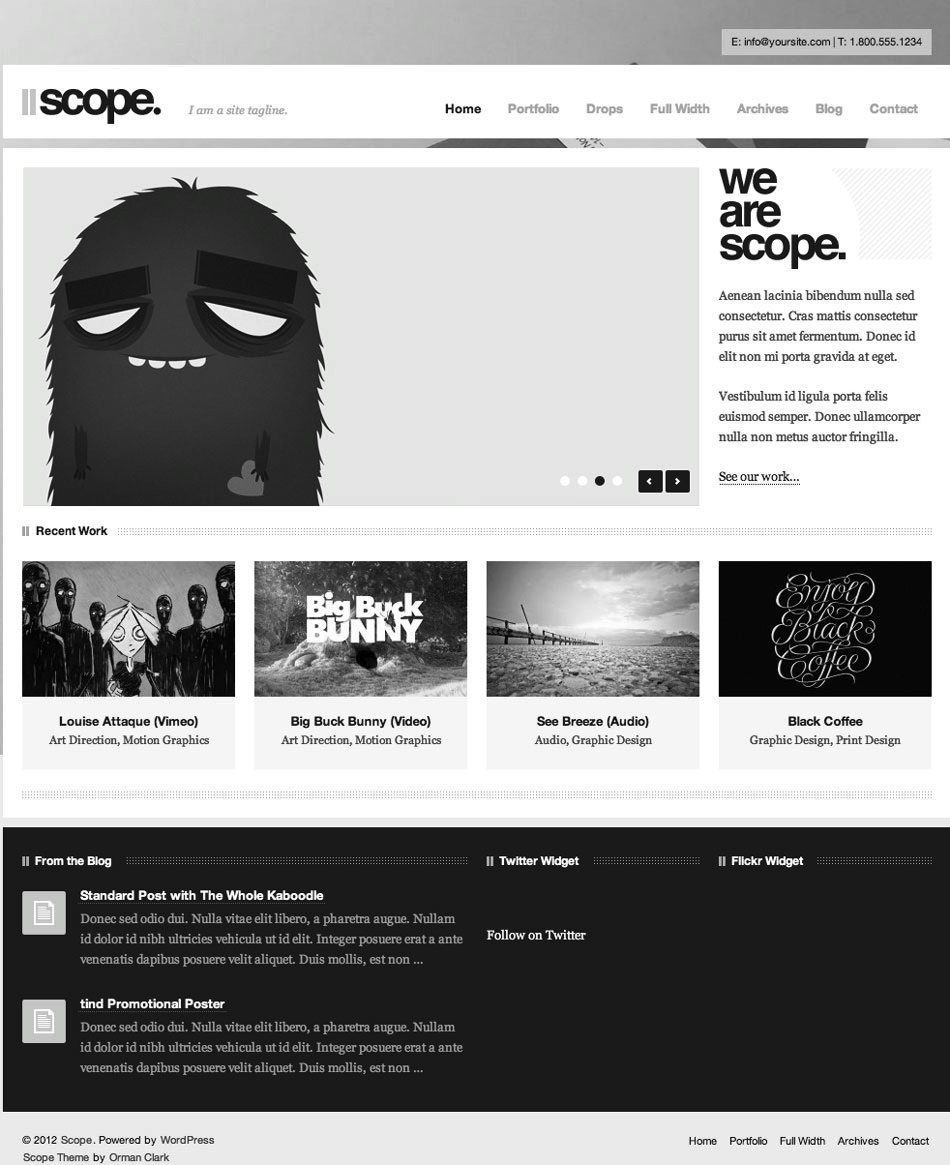 E: info@yoursite.com | T: 1.800.555.1234
scope.
I am a site tagline.
Home Portfolio Drops Full Width Archives Blog Contact
we
are
scope.
Aenean lacinia bibendum nulla sed
consectetur. Cras mattis consectetur
purus sit amet fermentum. Donec id
elit non mi porta gravida at eget.
Vestibulum id ligula porta felis
euismod semper. Donec ullamcorper
nulla non metus auctor fringilla.
See our work...
Recent Work
Big Buck
BUNNY
Enjoy
Black
Coffee
Louise Attaque (Vimeo)
Art Direction, Motion Graphics
Big Buck Bunny (Video)
Art Direction, Motion Graphics
See Breeze (Audio)
Audio, Graphic Design
Black Coffee
Graphic Design, Print Design
From the Blog
Standard Post with The Whole Kaboodle
Donec sed odio dui. Nulla vitae elit libero, a pharetra augue. Nullam
id dolor id nibh ultricies vehicula ut id elit. Integer posuere erat a ante
venenatis dapibus posuere velit aliquet. Duis mollis, est non ...
tind Promotional Poster
Donec sed odio dui. Nulla vitae elit libero, a pharetra augue. Nullam
id dolor id nibh ultricies vehicula ut id elit. Integer posuere erat a ante
venenatis dapibus posuere velit aliquet. Duis mollis, est non ...
Twitter Widget
Follow on Twitter
Flickr Widget
© 2012 Scope. Powered by WordPress
Scope Theme by Orman Clark
Home Portfolio Full Width Archives Contact